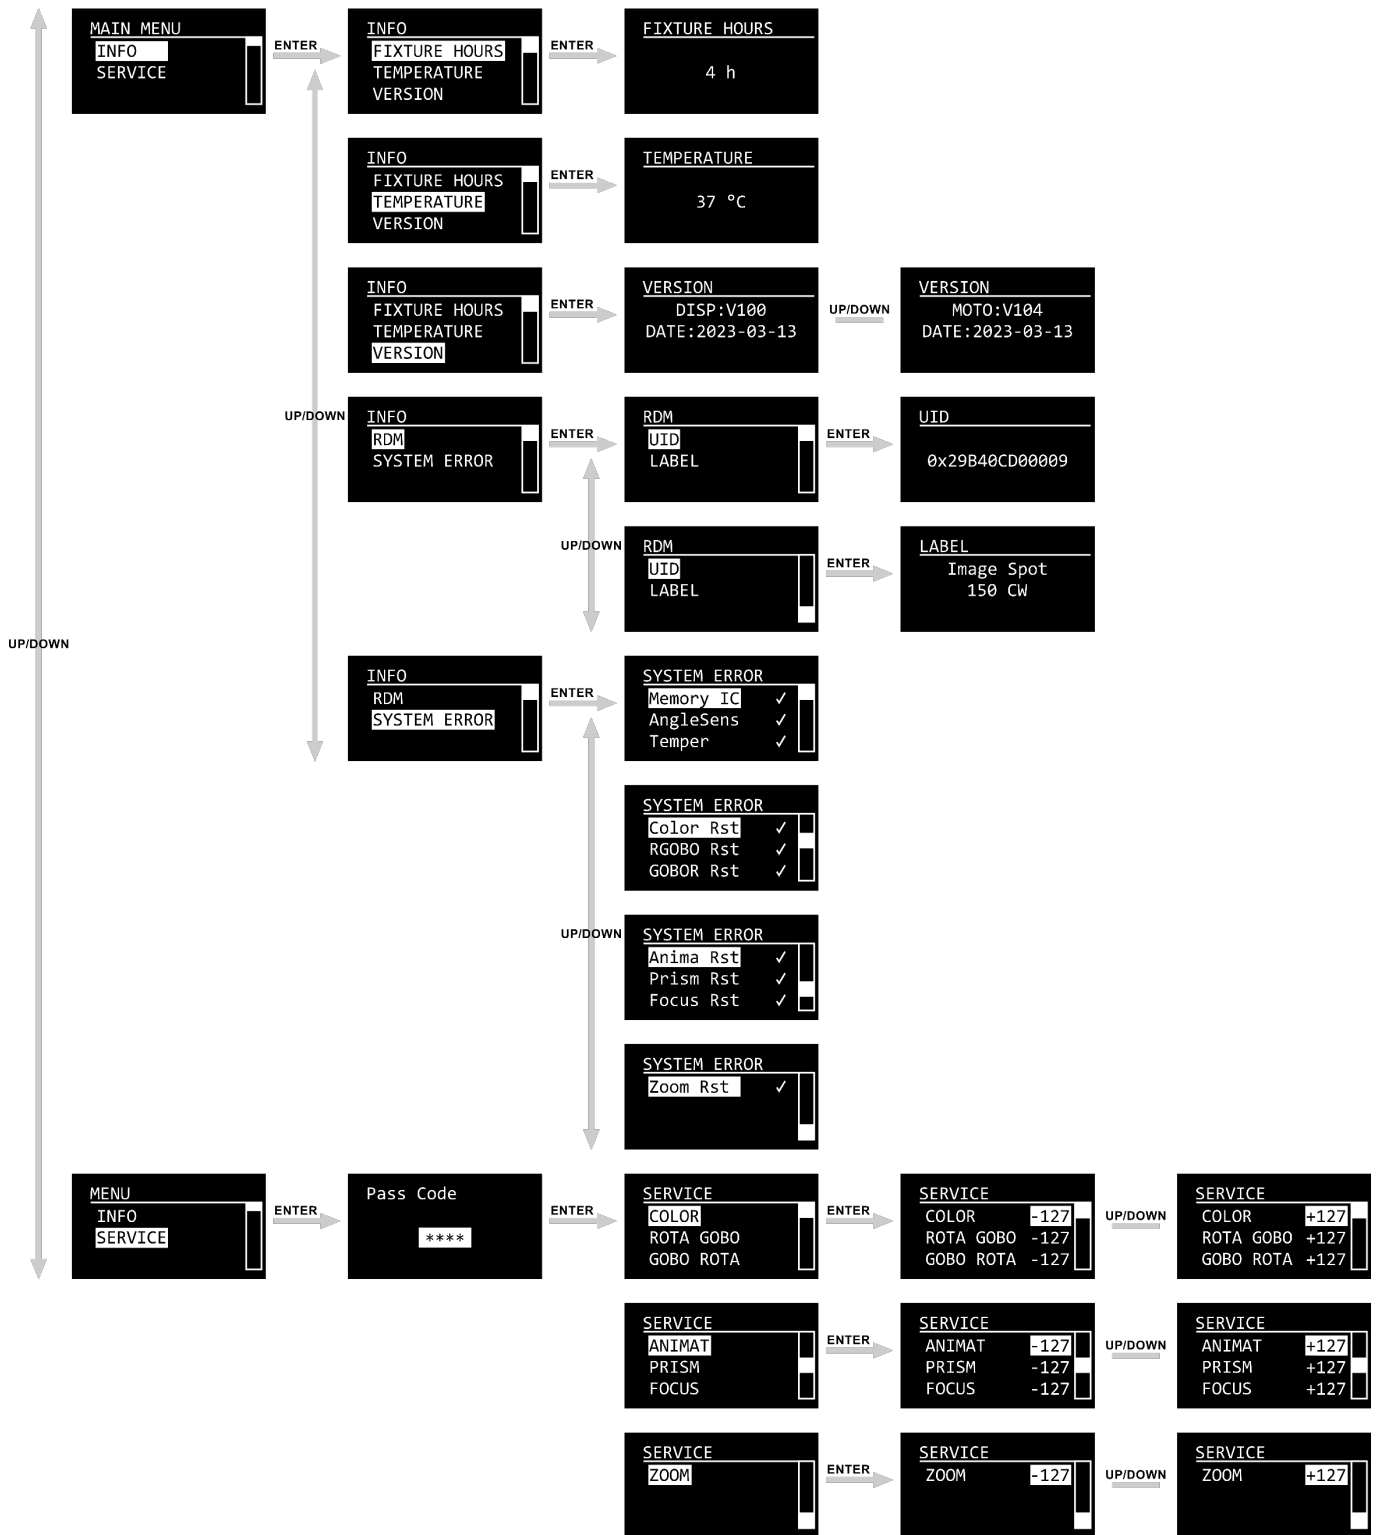 MAIN MENU
INFO
SERVICE
ENTER
INFO
FIXTURE HOURS
TEMPERATURE
VERSION
ENTER
FIXTURE HOURS
4 h
INFO
FIXTURE HOURS
TEMPERATURE
VERSION
ENTER
TEMPERATURE
37 °C
INFO
FIXTURE HOURS
TEMPERATURE
VERSION
ENTER
VERSION
DISP:V100
DATE:2023-03-13
UP/DOWN
VERSION
MOTO:V104
DATE:2023-03-13
UP/DOWN
INFO
RDM
SYSTEM ERROR
ENTER
RDM
UID
LABEL
ENTER
UID
0x29B40CD00009
UP/DOWN
RDM
UID
LABEL
ENTER
LABEL
Image Spot
150 CW
UP/DOWN
INFO
RDM
SYSTEM ERROR
ENTER
SYSTEM ERROR
Memory IC ✓
AngleSens ✓
Temper ✓
SYSTEM ERROR
Color Rst ✓
RGOBO Rst ✓
GOBOR Rst ✓
UP/DOWN
SYSTEM ERROR
Anima Rst ✓
Prism Rst ✓
Focus Rst ✓
SYSTEM ERROR
Zoom Rst ✓
MENU
INFO
SERVICE
ENTER
Pass Code
****
ENTER
SERVICE
COLOR
ROTA GOBO
GOBO ROTA
ENTER
SERVICE
COLOR -127
ROTA GOBO -127
GOBO ROTA -127
UP/DOWN
SERVICE
COLOR +127
ROTA GOBO +127
GOBO ROTA +127
SERVICE
ANIMAT
PRISM
FOCUS
ENTER
SERVICE
ANIMAT -127
PRISM -127
FOCUS -127
UP/DOWN
SERVICE
ANIMAT +127
PRISM +127
FOCUS +127
SERVICE
ZOOM
ENTER
SERVICE
ZOOM -127
UP/DOWN
SERVICE
ZOOM +127